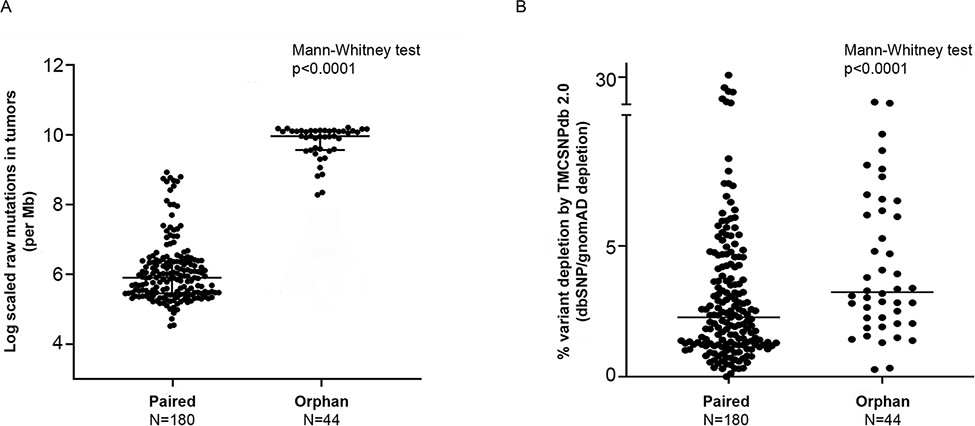 A
Mann-Whitney test
p<0.0001
Log scaled raw mutations in tumors
(per Mb)
12
10
8
6
4
Paired
N=180
Orphan
N=44
B
Mann-Whitney test
p<0.0001
% variant depletion by TMCSNPdb 2.0
(dbSNP/gnomAD depletion)
30
5
0
Paired
N=180
Orphan
N=44